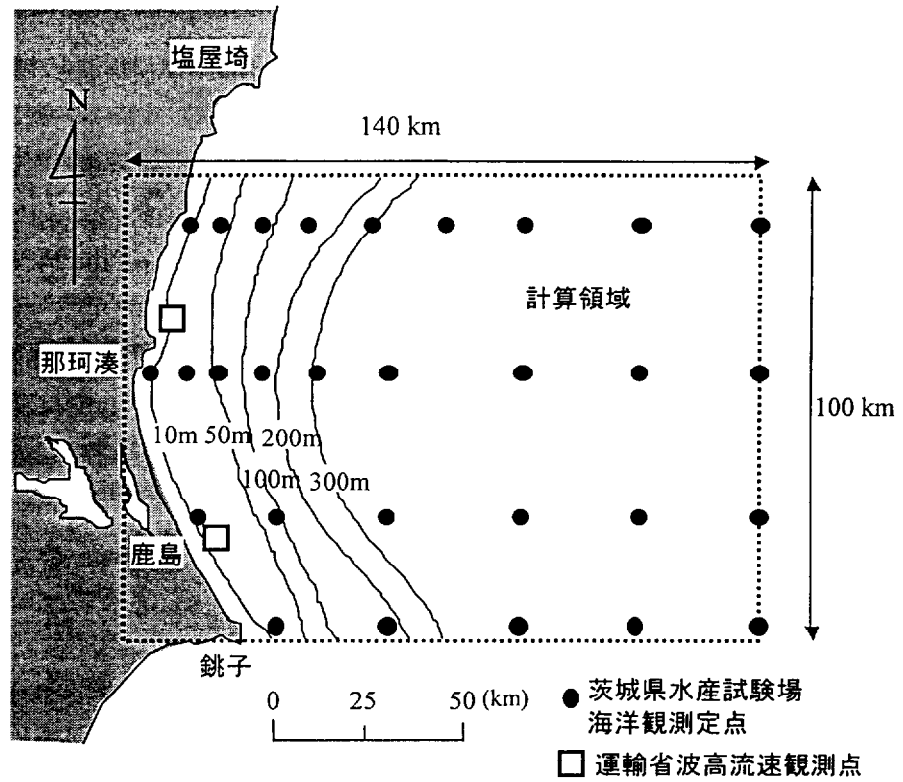 塩屋埼
N
140 km
計算領域
那珂湊
100 km
10m 50m 200m
100m 300m
鹿島
銚子
0 25 50 (km)
茨城県水産試験場
海洋観測定点
運輸省波高流速観測点